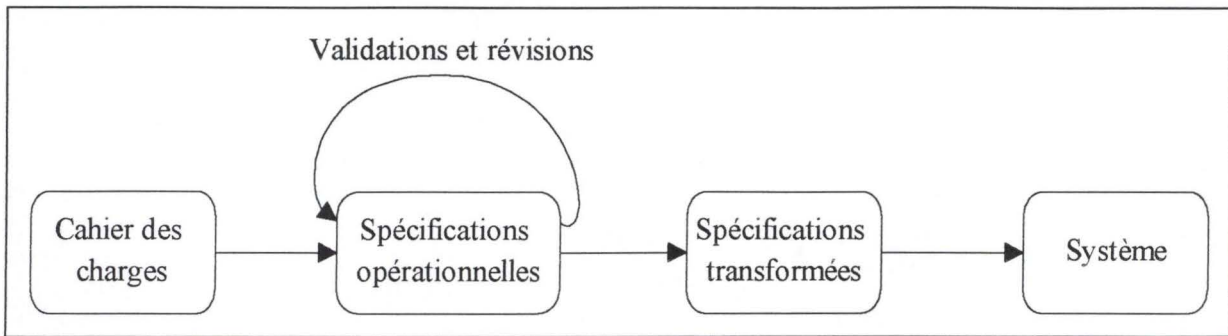 Validations et révisions
Cahier des
charges
Spécifications
opérationnelles
Spécifications
transformées
Système